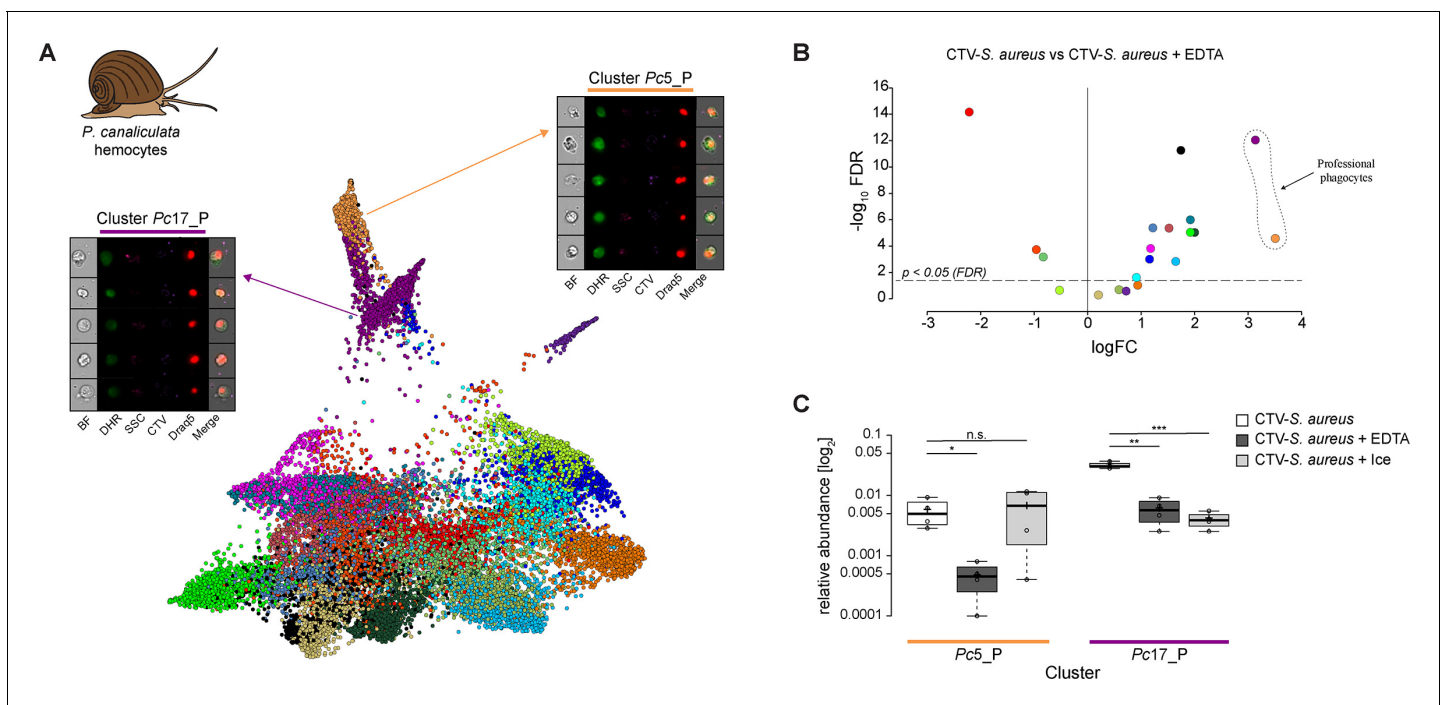 A
P. canaliculata
hemocytes
Cluster Pc5_P
BF DHR SSC CTV Draq5 Merge
Cluster Pc17_P
BF DHR SSC CTV Draq5 Merge
B
CTV-S. aureus vs CTV-S. aureus + EDTA
-log10 FDR
16
14
12
10
8
6
4
2
0
p < 0.05 (FDR)
Professional
phagocytes
-3 -2 -1 0 1 2 3 4
logFC
C
CTV-S. aureus
CTV-S. aureus + EDTA
CTV-S. aureus + Ice
relative abundance [log2]
0.1
0.05
0.01
0.005
0.001
0.0005
0.0001
n.s.
*
***
**
Pc5_P Pc17_P
Cluster